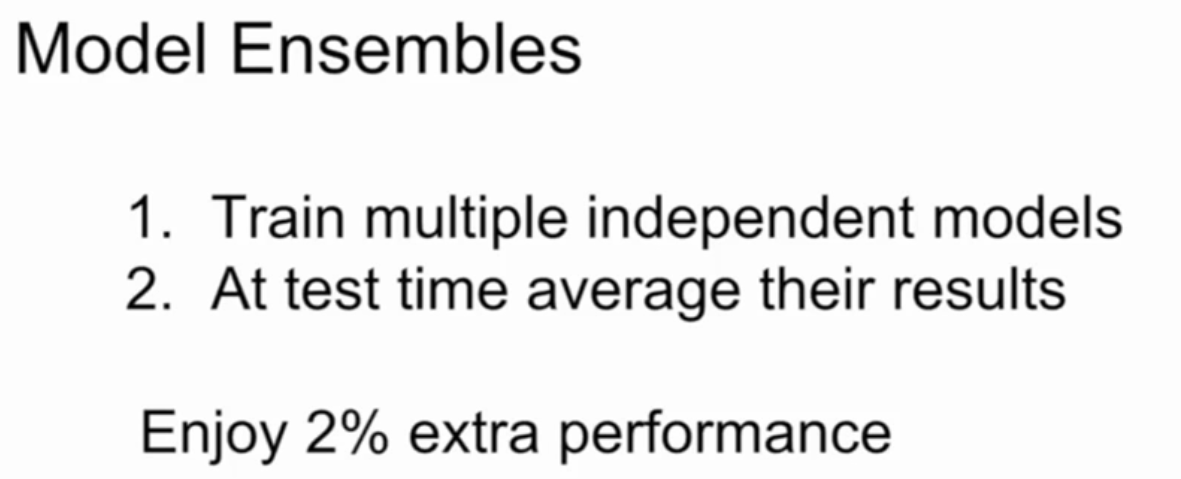 Model Ensembles
1. Train multiple independent models
2. At test time average their results
Enjoy 2% extra performance